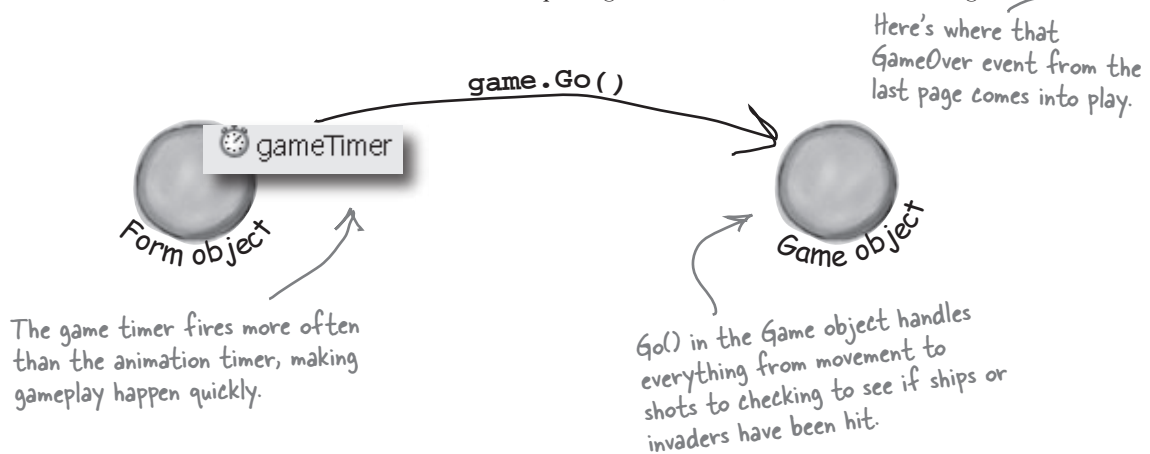 Here's where that
GameOver event from the
last page comes into play.
game.Go()
gameTimer
Form object
Game object
The game timer fires more often
than the animation timer, making
gameplay happen quickly.
Go() in the Game object handles
everything from movement to
shots to checking to see if ships or
invaders have been hit.